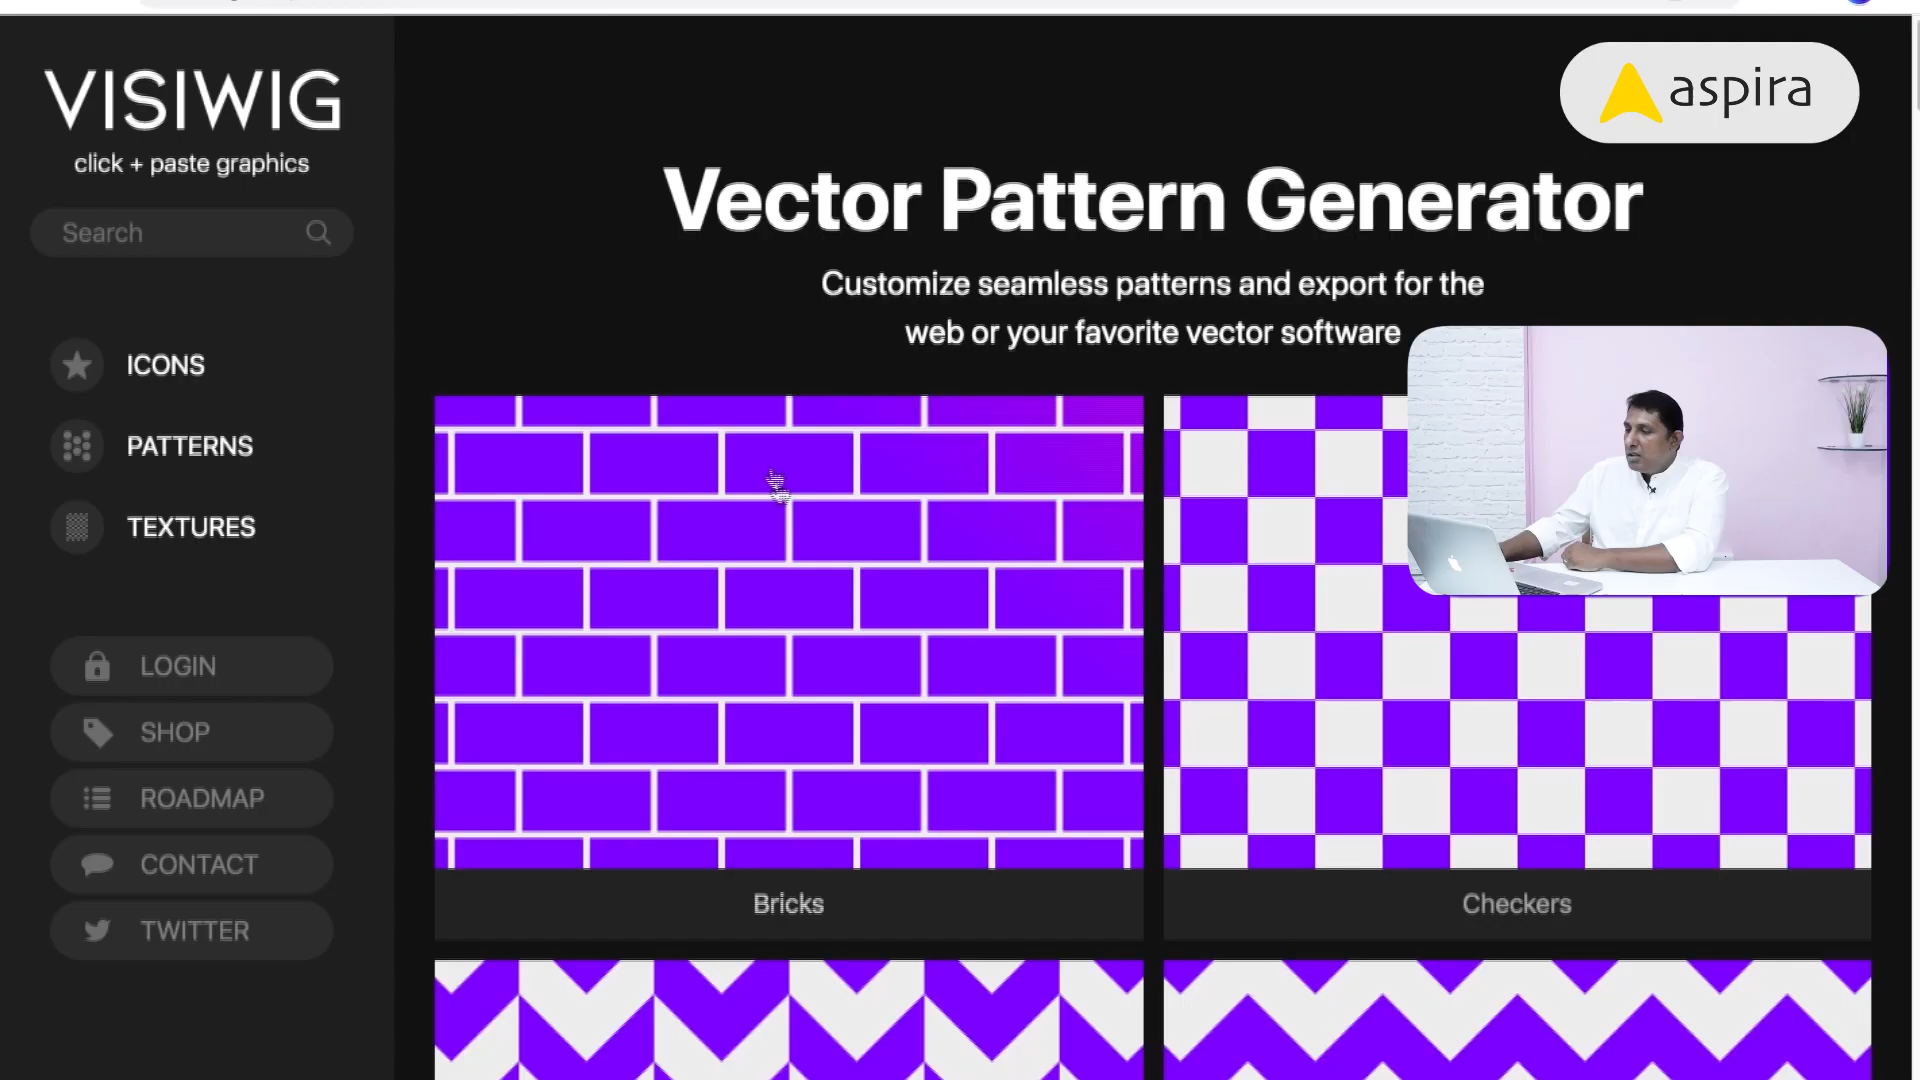 VISIWIG
click + paste graphics
Search
ICONS
PATTERNS
TEXTURES
LOGIN
SHOP
ROADMAP
CONTACT
TWITTER
aspira
Vector Pattern Generator
Customize seamless patterns and export for the
web or your favorite vector software
Bricks
Checkers